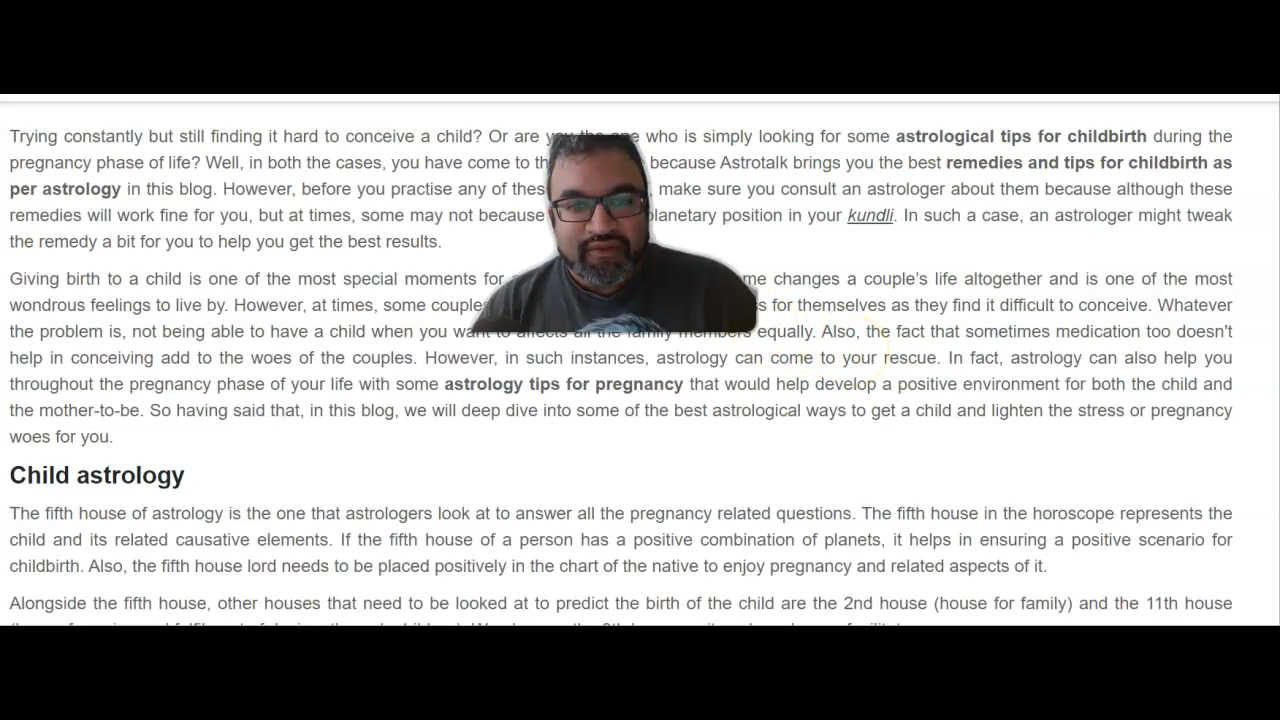 Trying constantly but still finding it hard to conceive a child? Or are you the one who is simply looking for some astrological tips for childbirth during the
pregnancy phase of life? Well, in both the cases, you have come to th because Astrotalk brings you the best remedies and tips for childbirth as
per astrology in this blog. However, before you practise any of thes make sure you consult an astrologer about them because although these
remedies will work fine for you, but at times, some may not because planetary position in your kundli. In such a case, an astrologer might tweak
the remedy a bit for you to help you get the best results.
Giving birth to a child is one of the most special moments for me changes a couple's life altogether and is one of the most
wondrous feelings to live by. However, at times, some couples for themselves as they find it difficult to conceive. Whatever
the problem is, not being able to have a child when you want to affects all the family members equally. Also, the fact that sometimes medication too doesn't
help in conceiving add to the woes of the couples. However, in such instances, astrology can come to your rescue. In fact, astrology can also help you
throughout the pregnancy phase of your life with some astrology tips for pregnancy that would help develop a positive environment for both the child and
the mother-to-be. So having said that, in this blog, we will deep dive into some of the best astrological ways to get a child and lighten the stress or pregnancy
woes for you.
Child astrology
The fifth house of astrology is the one that astrologers look at to answer all the pregnancy related questions. The fifth house in the horoscope represents the
child and its related causative elements. If the fifth house of a person has a positive combination of planets, it helps in ensuring a positive scenario for
childbirth. Also, the fifth house lord needs to be placed positively in the chart of the native to enjoy pregnancy and related aspects of it.
Alongside the fifth house, other houses that need to be looked at to predict the birth of the child are the 2nd house (house for family) and the 11th house